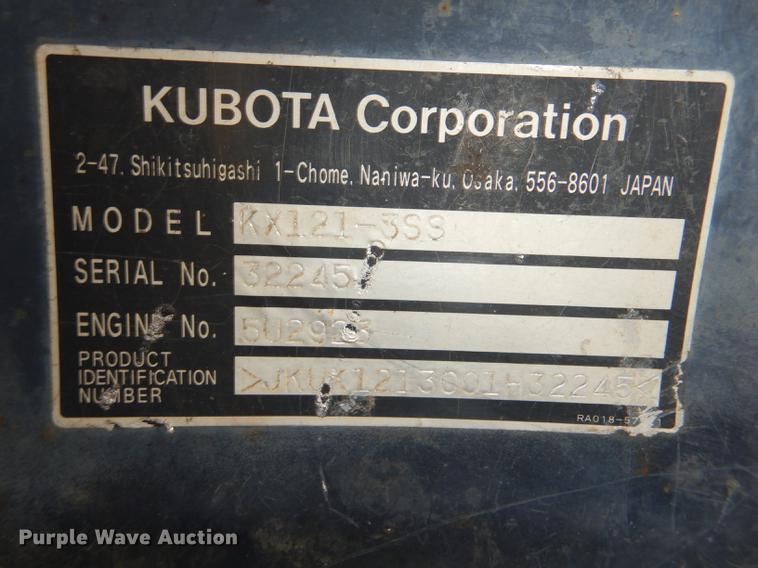 KUBOTA Corporation
2-47, Shikitsuhigashi 1-Chome, Naniwa-ku, Osaka, 556-8601 JAPAN
MODEL KX121-3SS
SERIAL No. 32245
ENGINE No.
PRODUCT
IDENTIFICATION
NUMBER
Purple Wave Auction